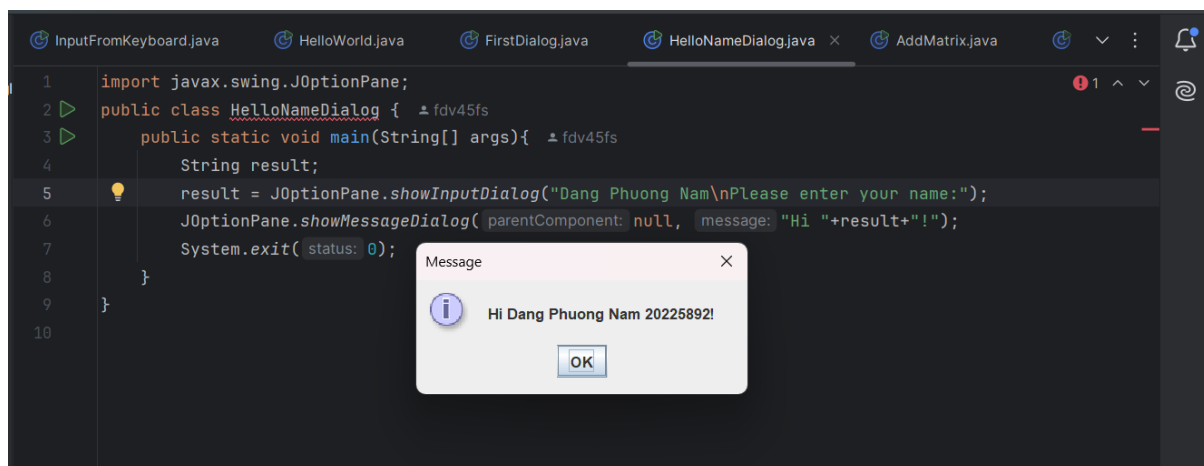 InputFromKeyboard.java HelloWorld.java FirstDialog.java HelloNameDialog.java AddMatrix.java
1 import javax.swing.JOptionPane;
2 public class HelloNameDialog { fdv45fs
3 public static void main(String[] args){ fdv45fs
4 String result;
5 result = JOptionPane.showInputDialog("Dang Phuong Nam\nPlease enter your name:");
6 JOptionPane.showMessageDialog( parentComponent: null, message: "Hi "+result+"!");
7 System.exit( status: 0);
8 }
9 }
10
1
Message
Hi Dang Phuong Nam 20225892!
OK